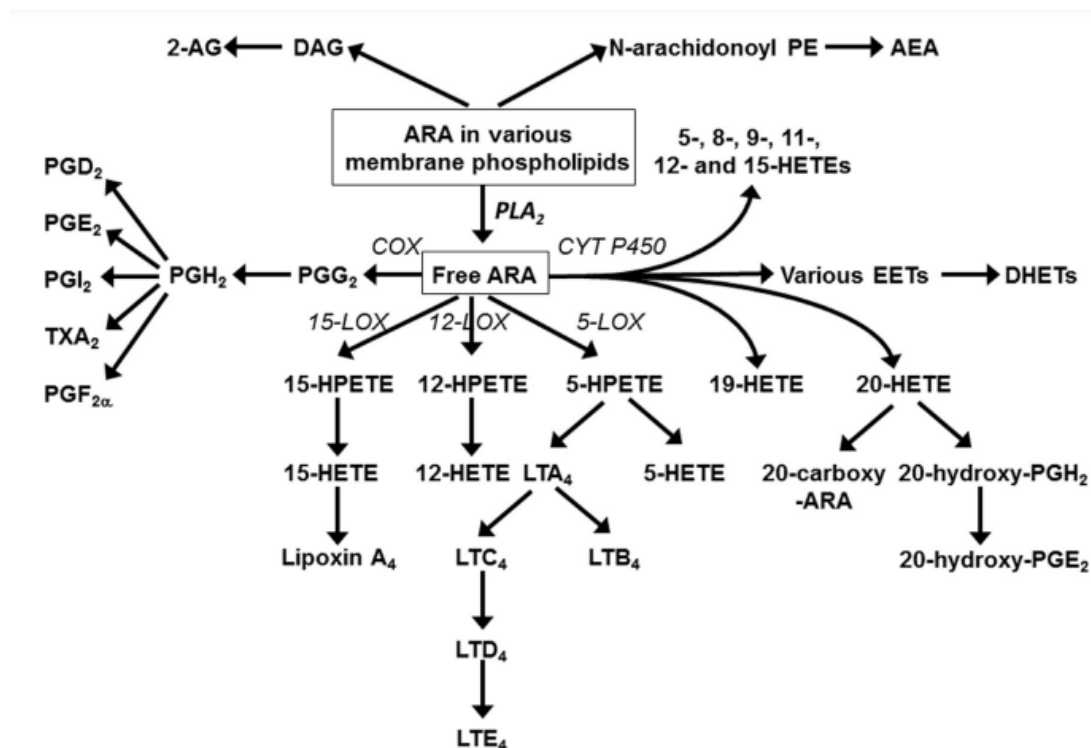 2-AG DAG N-arachidonoyl PE AEA
ARA in various
membrane phospholipids
5-, 8-, 9-, 11-,
12- and 15-HETEs
PGD₂
PLA₂
PGE₂
COX CYT P450
PGI₂ PGH₂ PGG₂ Free ARA Various EETs DHETs
15-LOX 12-LOX 5-LOX
TXA₂
PGF₂α
15-HPETE 12-HPETE 5-HPETE 19-HETE 20-HETE
15-HETE 12-HETE LTA₄ 5-HETE 20-carboxy 20-hydroxy-PGH₂
-ARA
Lipoxin A₄ LTC₄ LTB₄ 20-hydroxy-PGE₂
LTD₄
LTE₄